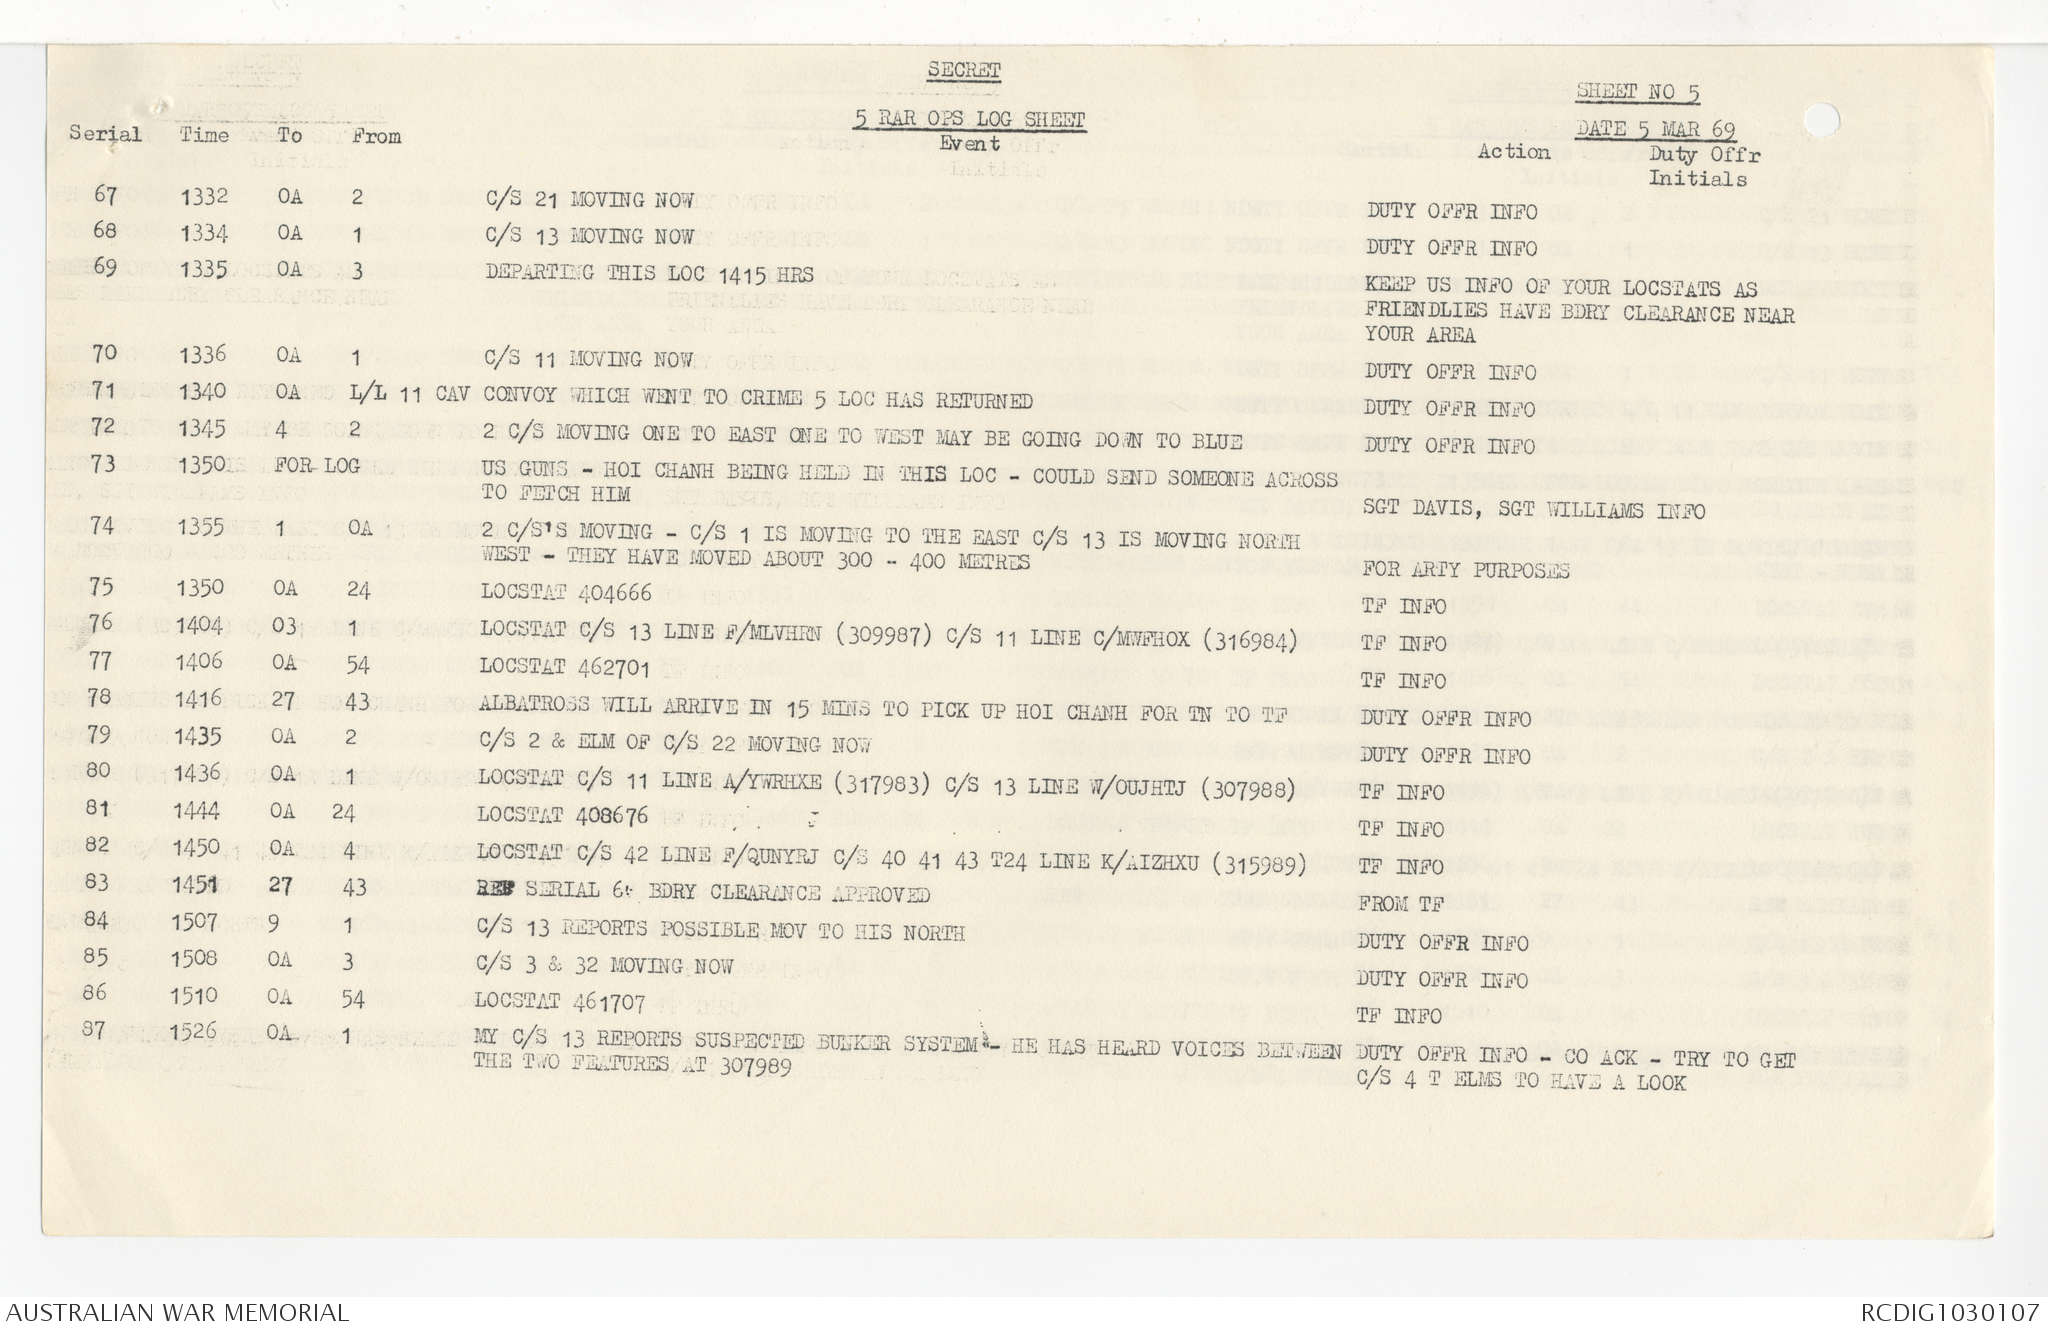 SECRET
SHEET NO 5
5 RAR OPS LOG SHEET
DATE 5 MAR 69
Serial Time To From Event Action Duty Offr
Initials
67 1332 OA 2 C/S 21 MOVING NOW DUTY OFFR INFO
68 1334 OA 1 C/S 13 MOVING NOW DUTY OFFR INFO
69 1335 OA 3 DEPARTING THIS LOC 1415 HRS KEEP US INFO OF YOUR LOCSTATS AS
FRIENDLIES HAVE BDRY CLEARANCE NEAR
YOUR AREA
70 1336 OA 1 C/S 11 MOVING NOW DUTY OFFR INFO
71 1340 OA L/L 11 CAV CONVOY WHICH WENT TO CRIME 5 LOC HAS RETURNED DUTY OFFR INFO
72 1345 4 2 2 C/S MOVING ONE TO EAST ONE TO WEST MAY BE GOING DOWN TO BLUE DUTY OFFR INFO
73 1350 FOR LOG US GUNS - HOI CHANH BEING HELD IN THIS LOC - COULD SEND SOMEONE ACROSS
TO FETCH HIM SGT DAVIS, SGT WILLIAMS INFO
74 1355 1 OA 2 C/S'S MOVING - C/S 1 IS MOVING TO THE EAST C/S 13 IS MOVING NORTH
WEST - THEY HAVE MOVED ABOUT 300 - 400 METRES FOR ARTY PURPOSES
75 1350 OA 24 LOCSTAT 404666 TF INFO
76 1404 03 1 LOCSTAT C/S 13 LINE F/MLVHRN (309987) C/S 11 LINE C/MWFHOX (316984) TF INFO
77 1406 OA 54 LOCSTAT 462701 TF INFO
78 1416 27 43 ALBATROSS WILL ARRIVE IN 15 MINS TO PICK UP HOI CHANH FOR TN TO TF DUTY OFFR INFO
79 1435 OA 2 C/S 2 & ELM OF C/S 22 MOVING NOW DUTY OFFR INFO
80 1436 OA 1 LOCSTAT C/S 11 LINE A/YWRHXE (317983) C/S 13 LINE W/OUJHTJ (307988) TF INFO
81 1444 OA 24 LOCSTAT 408676 TF INFO
82 1450 OA 4 LOCSTAT C/S 42 LINE F/QUNYRJ C/S 40 41 43 T24 LINE K/AIZHXU (315989) TF INFO
83 1451 27 43 REF SERIAL BDRY CLEARANCE APPROVED FROM TF
84 1507 9 1 C/S 13 REPORTS POSSIBLE MOV TO HIS NORTH DUTY OFFR INFO
85 1508 OA 3 C/S 3 & 32 MOVING NOW DUTY OFFR INFO
86 1510 OA 54 LOCSTAT 461707 TF INFO
87 1526 OA 1 MY C/S 13 REPORTS SUSPECTED BUNKER SYSTEM - HE HAS HEARD VOICES BETWEEN DUTY OFFR INFO - CO ACK - TRY TO GET
THE TWO FEATURES AT 307989 C/S 4 T ELMS TO HAVE A LOOK
AUSTRALIAN WAR MEMORIAL RCDIG1030107